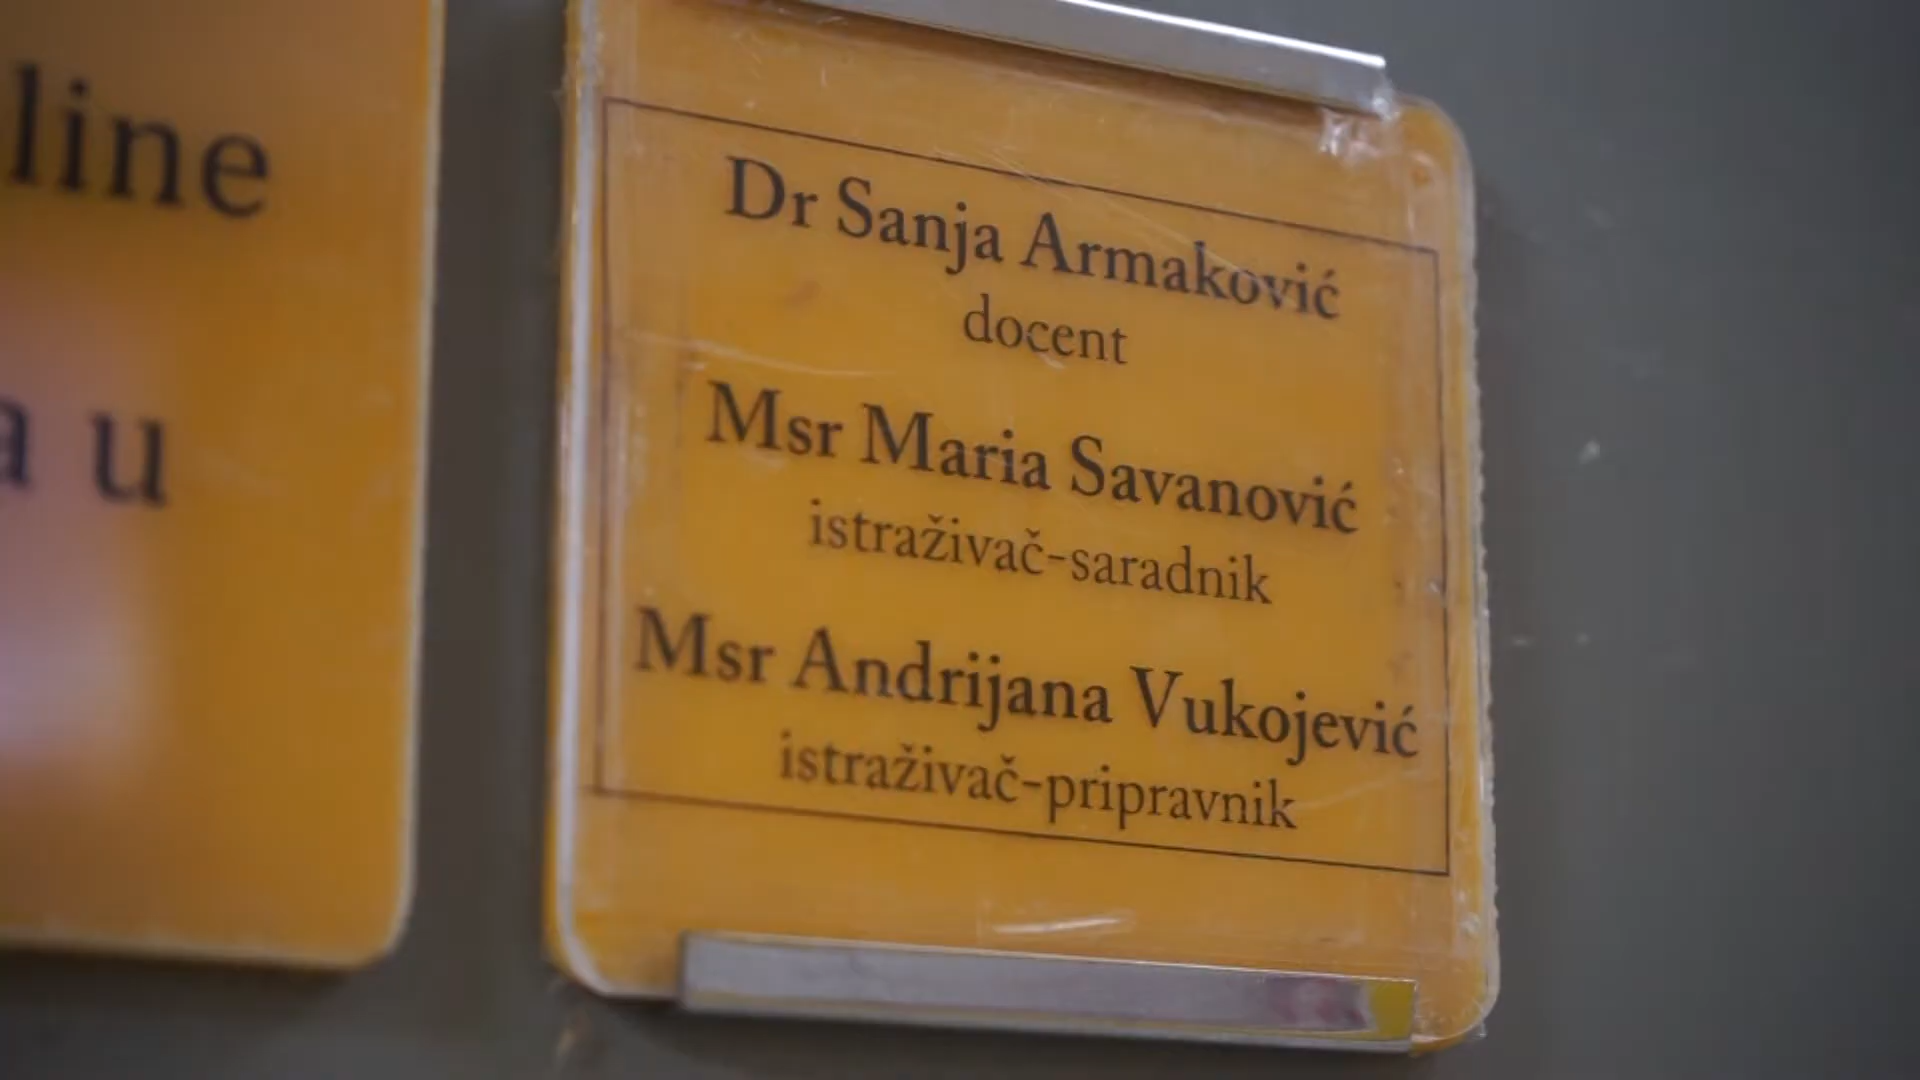 line
a u
Dr Sanja Armaković
docent
Msr Maria Savanović
istraživač-saradnik
Msr Andrijana Vukojević
istraživač-pripravnik